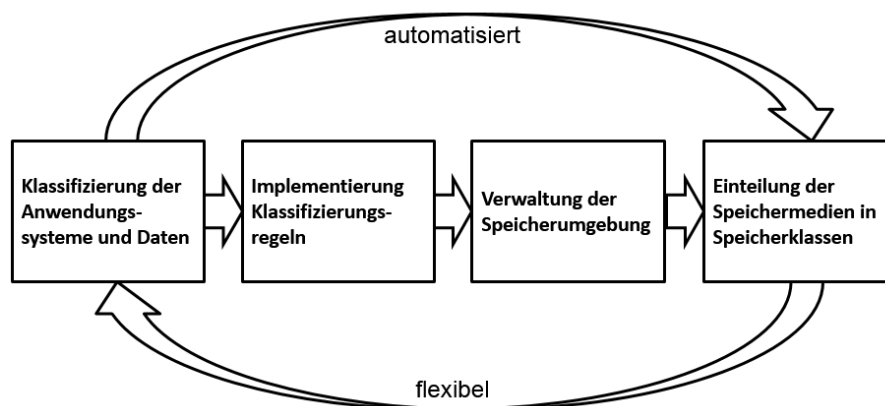 automatisiert
Klassifizierung der
Anwendungs-
systeme und Daten
Implementierung
Klassifizierungs-
regeln
Verwaltung der
Speicherumgebung
Einteilung der
Speichermedien in
Speicherklassen
flexibel